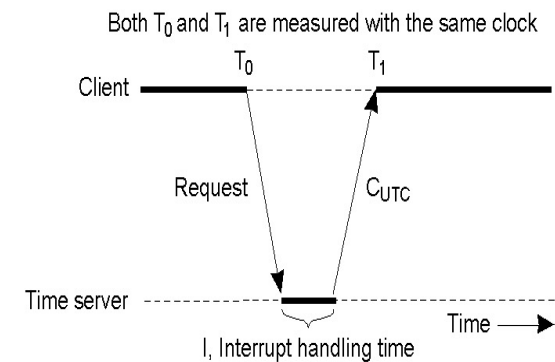 Both T0 and T1 are measured with the same clock
T0 T1
Client
Request CUTC
Time server
Time
I, Interrupt handling time